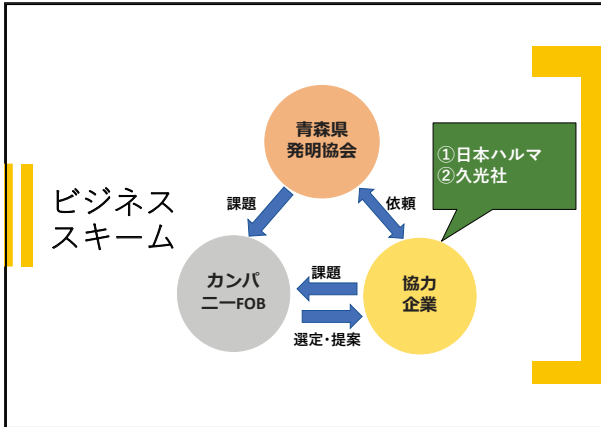 ビジネス
スキーム
青森県
発明協会
課題
依頼
①日本ハルマ
②久光社
カンパ
ニーFOB
課題
選定・提案
協力
企業